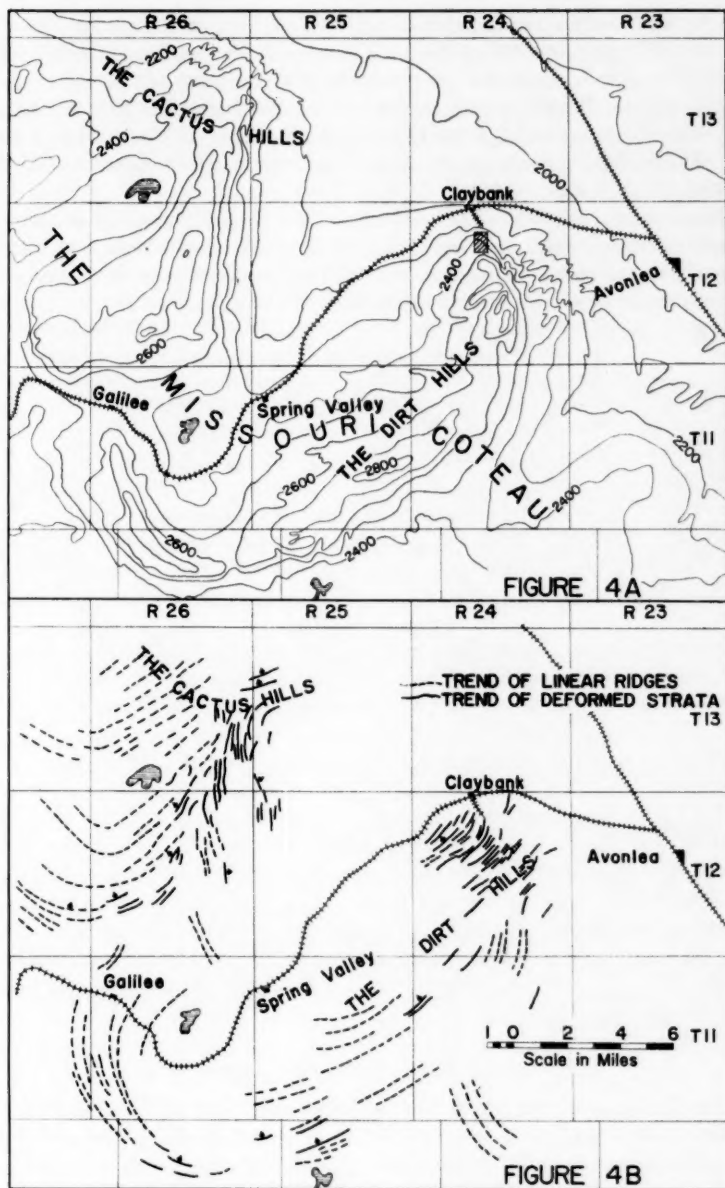 R 26 R 25 R 24 R 23
2200
THE CACTUS HILLS
2400
T13
2000
THE
Claybank
2400
Avonlea
T12
2600
HILLS
Galilee
MISSOURI
Spring Valley
THE DIRT
COTEAU
T11
2200
2600
2800
2400
2600
2400
FIGURE 4A
R 26 R 25 R 24 R 23
THE CACTUS HILLS
TREND OF LINEAR RIDGES
TREND OF DEFORMED STRATA
T13
Claybank
Avonlea
T12
HILLS
DIRT
Galilee
Spring Valley
THE
1 0 2 4 6
Scale in Miles
T11
FIGURE 4B